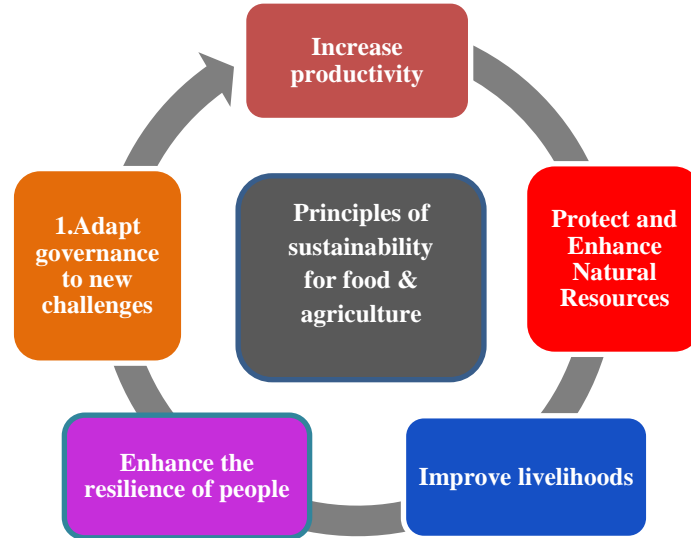 Increase
productivity
Protect and
Enhance
Natural
Resources
Improve livelihoods
Enhance the
resilience of people
1.Adapt
governance
to new
challenges
Principles of
sustainability
for food &
agriculture